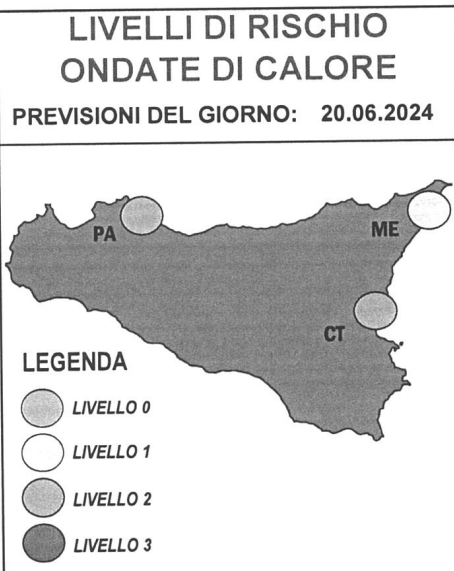 LIVELLI DI RISCHIO
ONDATE DI CALORE
PREVISIONI DEL GIORNO: 20.06.2024
PA
ME
CT
LEGENDA
LIVELLO 0
LIVELLO 1
LIVELLO 2
LIVELLO 3